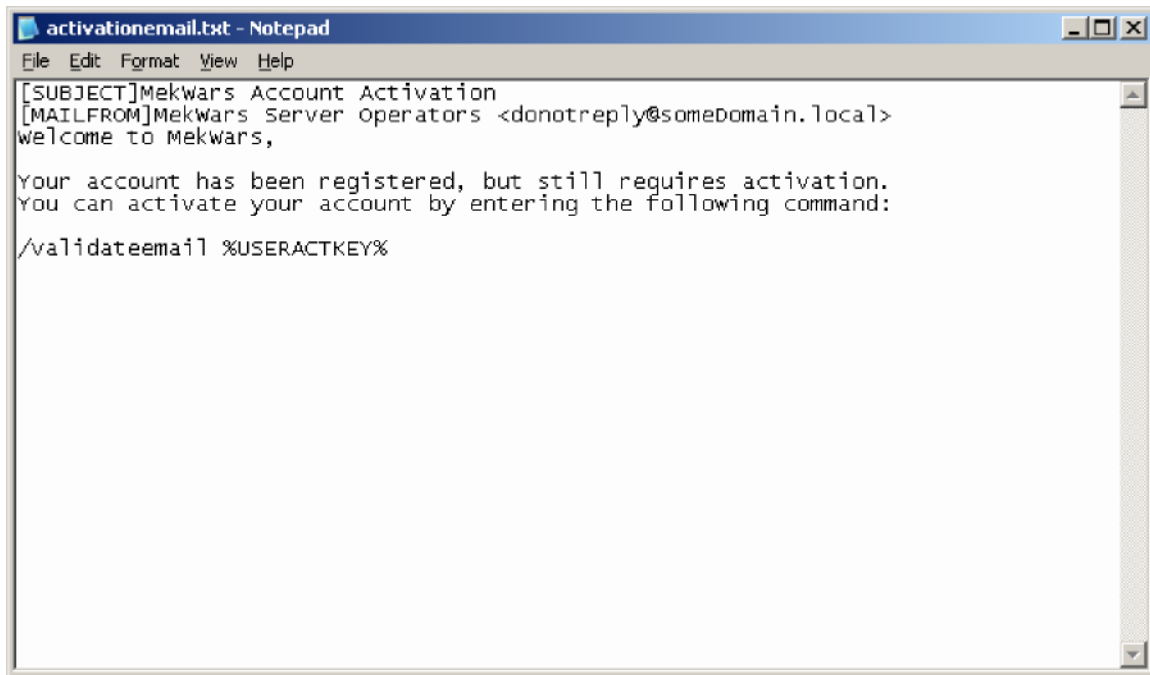 activationemail.txt - Notepad
File Edit Format View Help
[SUBJECT]MekWars Account Activation
[MAILFROM]MekWars Server Operators <donotreply@someDomain.local>
Welcome to MekWars,
Your account has been registered, but still requires activation.
You can activate your account by entering the following command:
/validateemail %USERACTKEY%